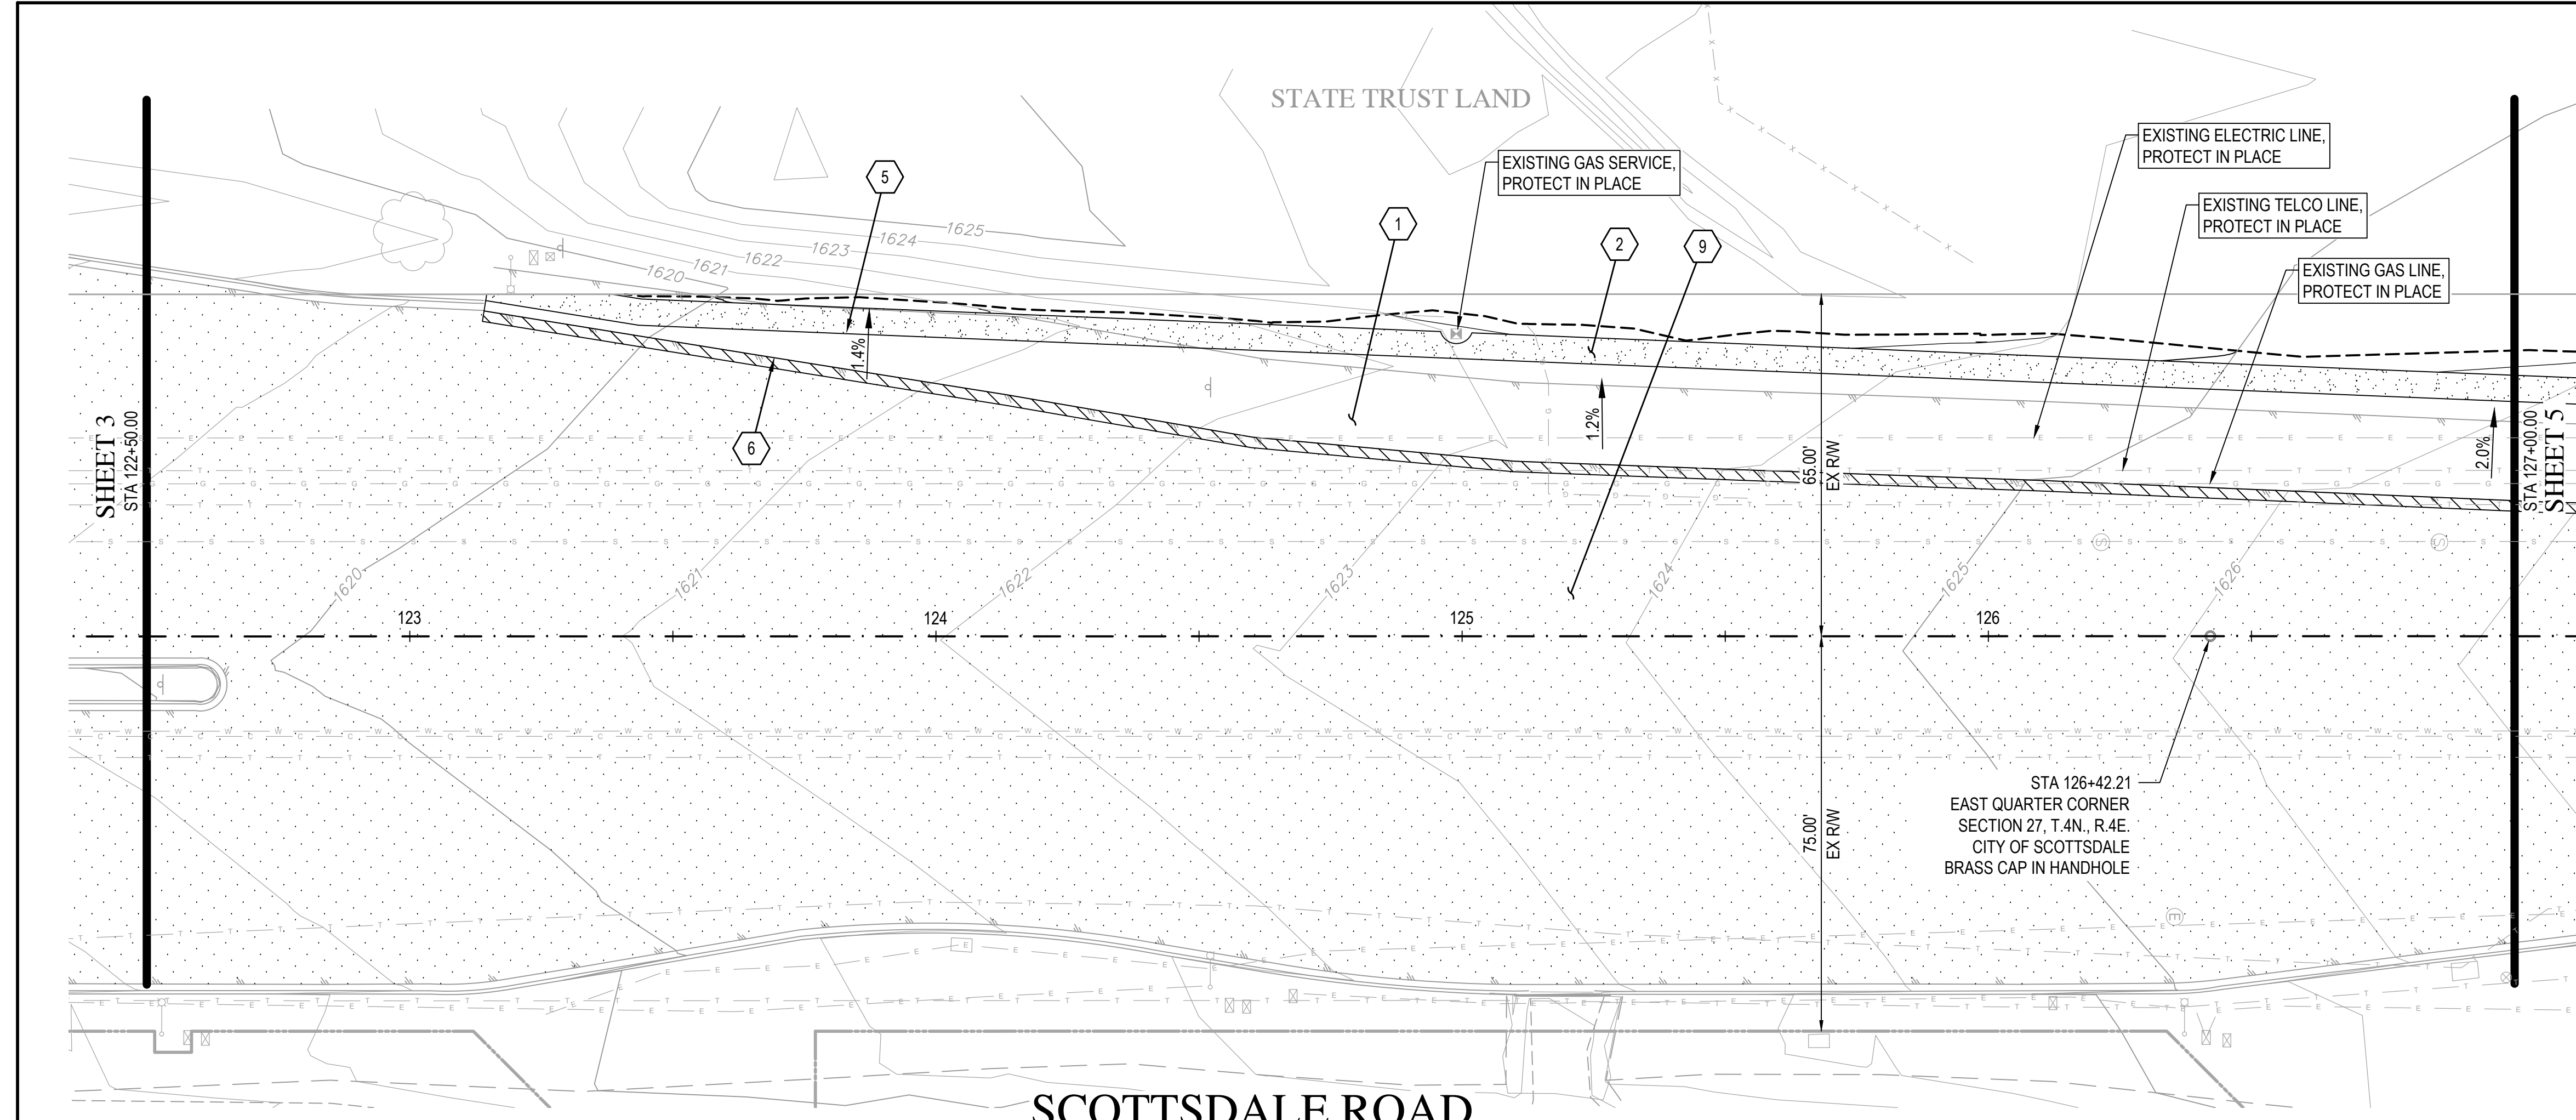 STATE TRUST LAND
EXISTING ELECTRIC LINE,
PROTECT IN PLACE
EXISTING GAS SERVICE,
PROTECT IN PLACE
EXISTING TELCO LINE,
PROTECT IN PLACE
EXISTING GAS LINE,
PROTECT IN PLACE
5
1
2
9
6
1625
1624
1623
1622
1621
1620
1.4%
1.2%
2.0%
SHEET 3
STA 122+50.00
65.00'
EX R/W
STA 127+00.00
SHEET 5
1620
1621
1622
1623
1624
1625
1626
123
124
125
126
75.00'
EX R/W
STA 126+42.21
EAST QUARTER CORNER
SECTION 27, T.4N., R.4E.
CITY OF SCOTTSDALE
BRASS CAP IN HANDHOLE
SCOTTSDALE ROAD